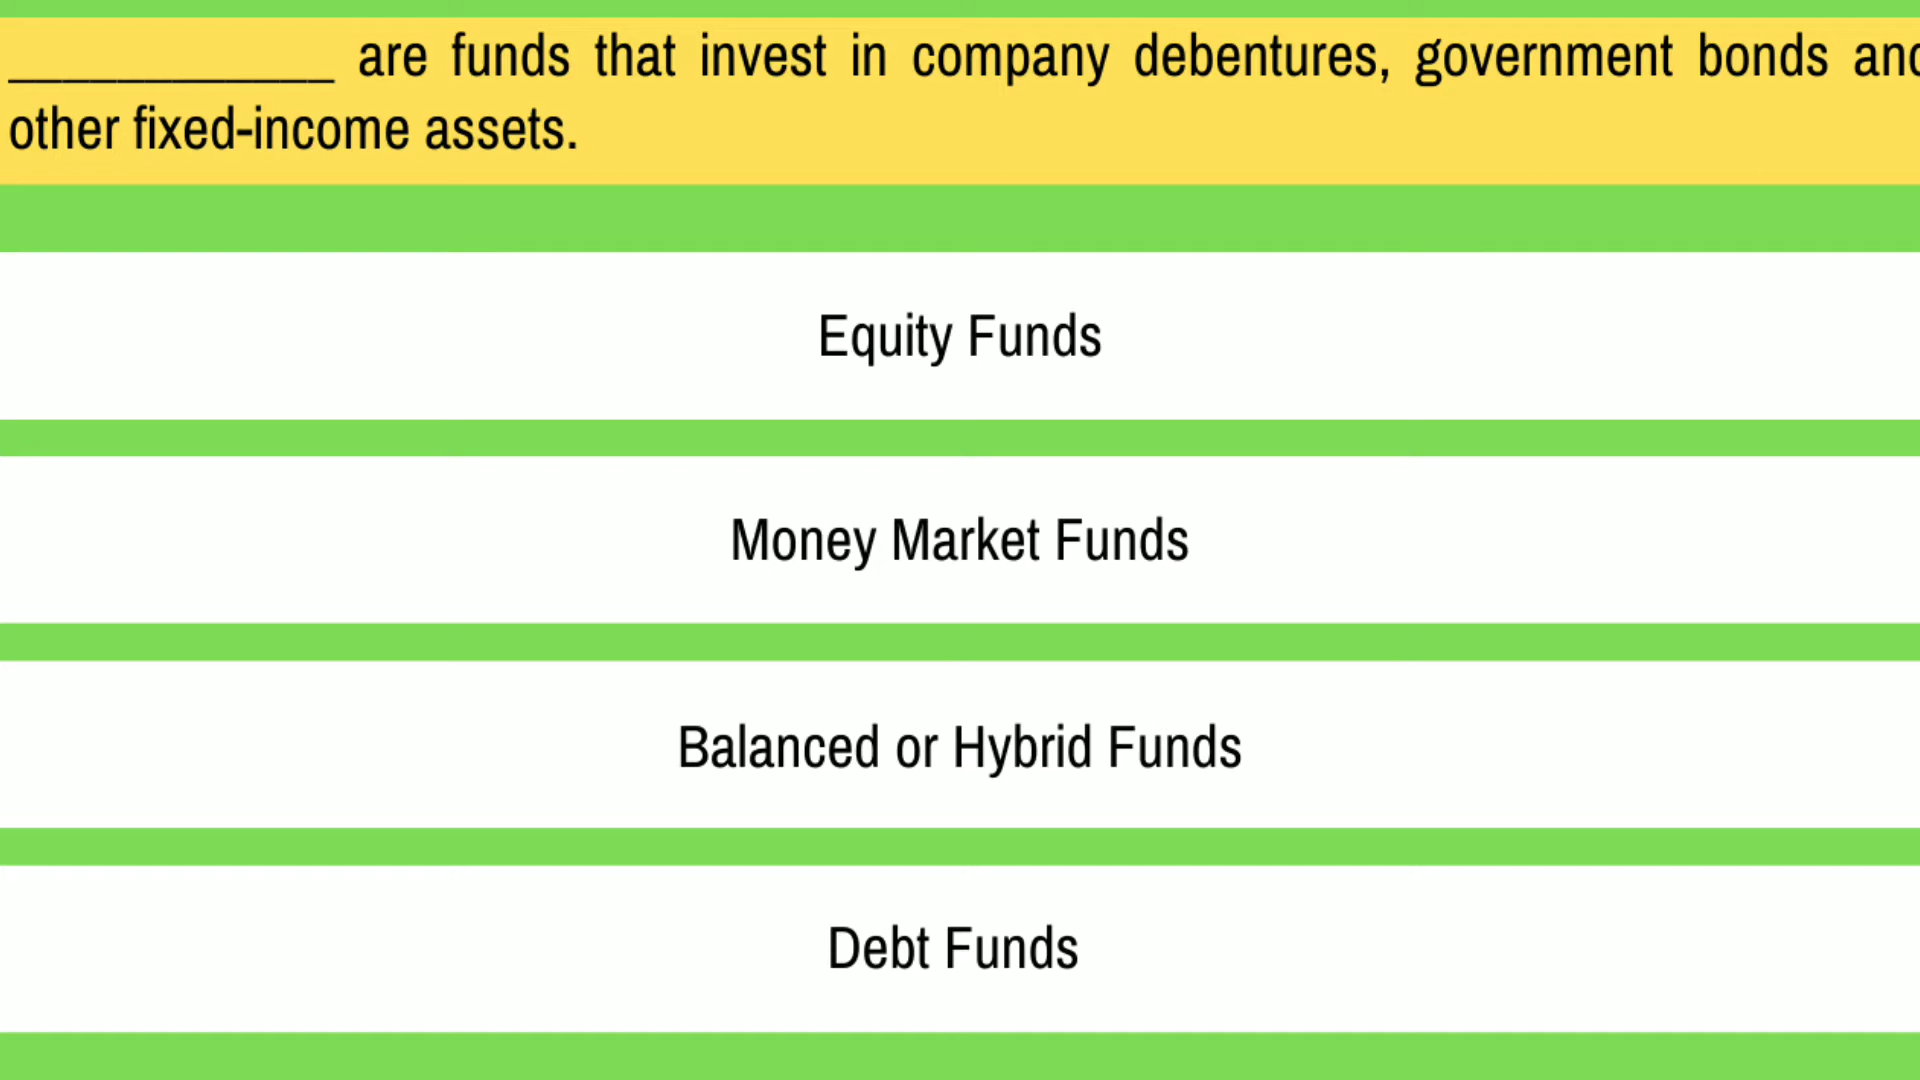 ____________ are funds that invest in company debentures, government bonds and
other fixed-income assets.
Equity Funds
Money Market Funds
Balanced or Hybrid Funds
Debt Funds